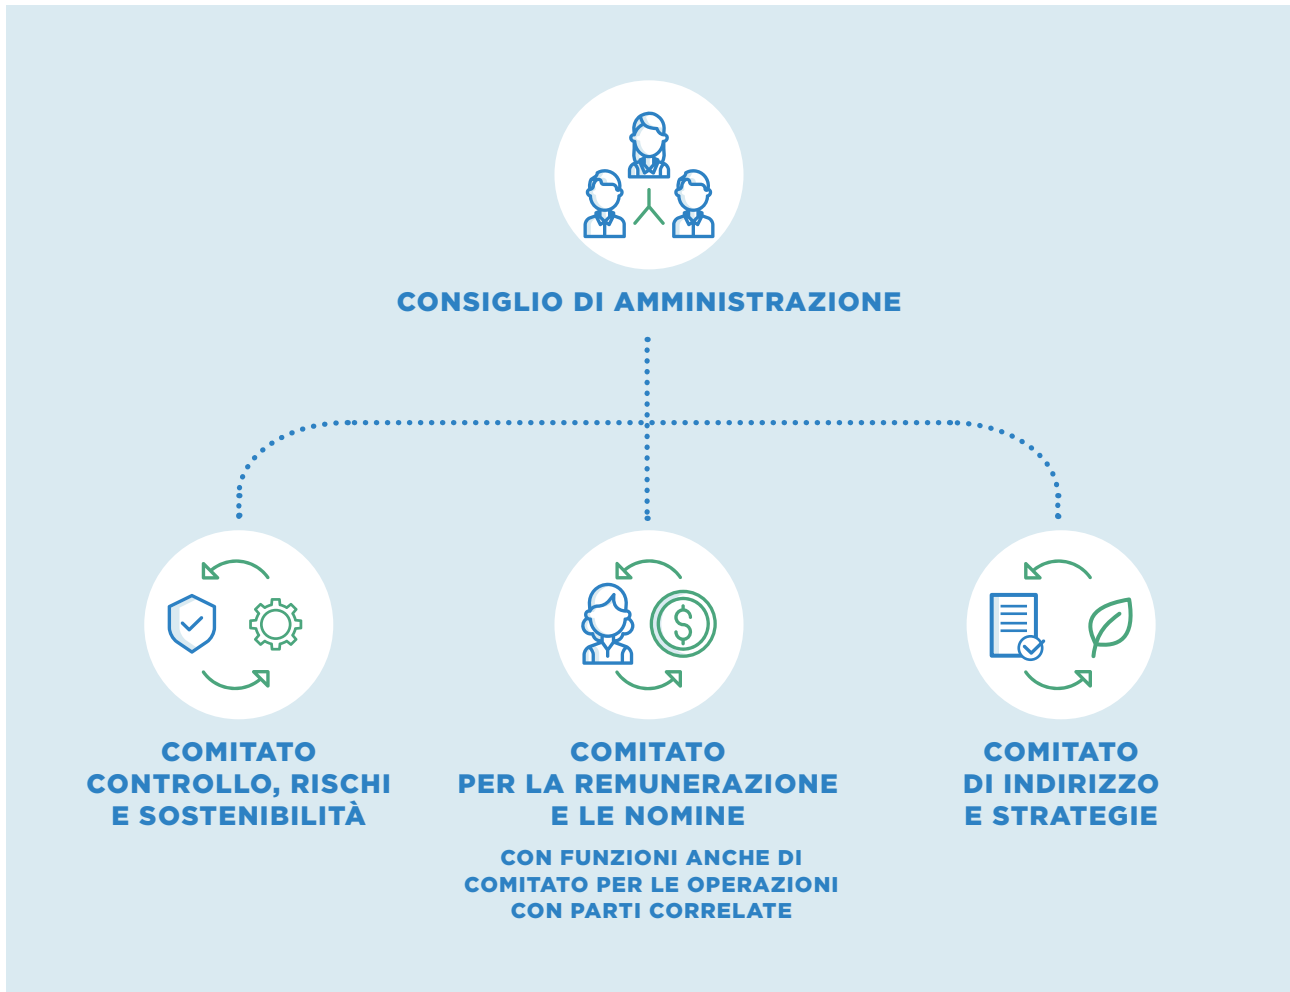 CONSIGLIO DI AMMINISTRAZIONE
COMITATO
CONTROLLO, RISCHI
E SOSTENIBILITÀ
COMITATO
PER LA REMUNERAZIONE
E LE NOMINE
CON FUNZIONI ANCHE DI
COMITATO PER LE OPERAZIONI
CON PARTI CORRELATE
COMITATO
DI INDIRIZZO
E STRATEGIE